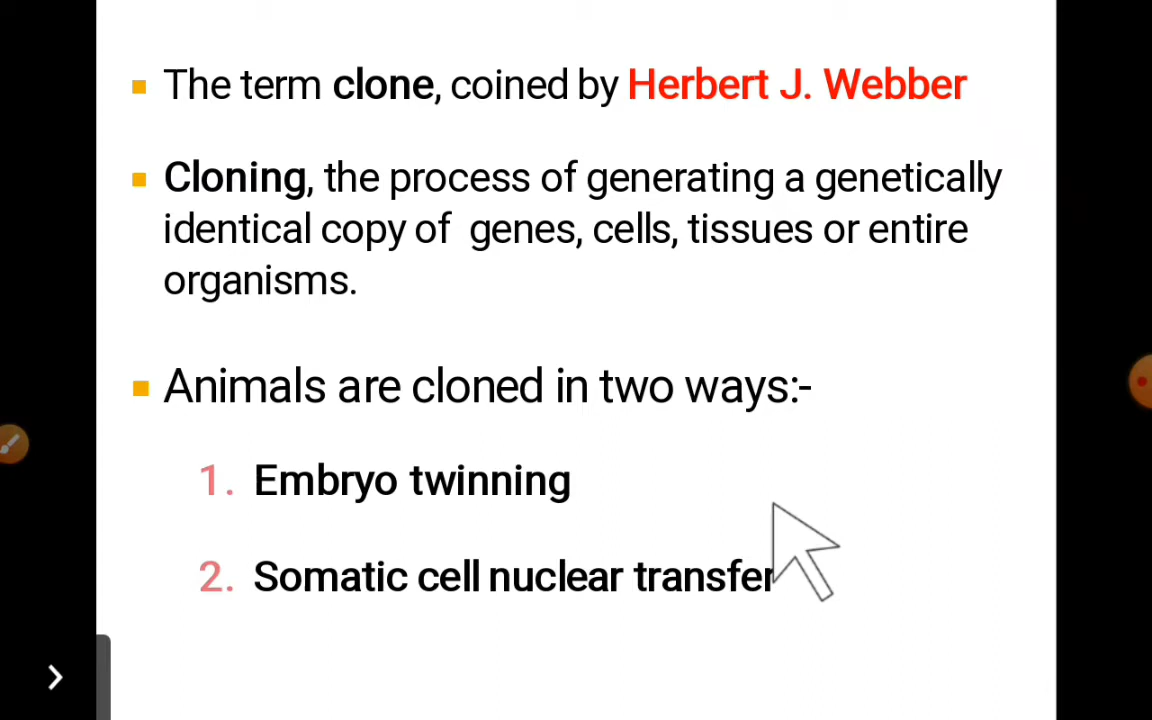 The term clone, coined by Herbert J. Webber
Cloning, the process of generating a genetically
identical copy of genes, cells, tissues or entire
organisms.
Animals are cloned in two ways:-
1. Embryo twinning
2. Somatic cell nuclear transfer